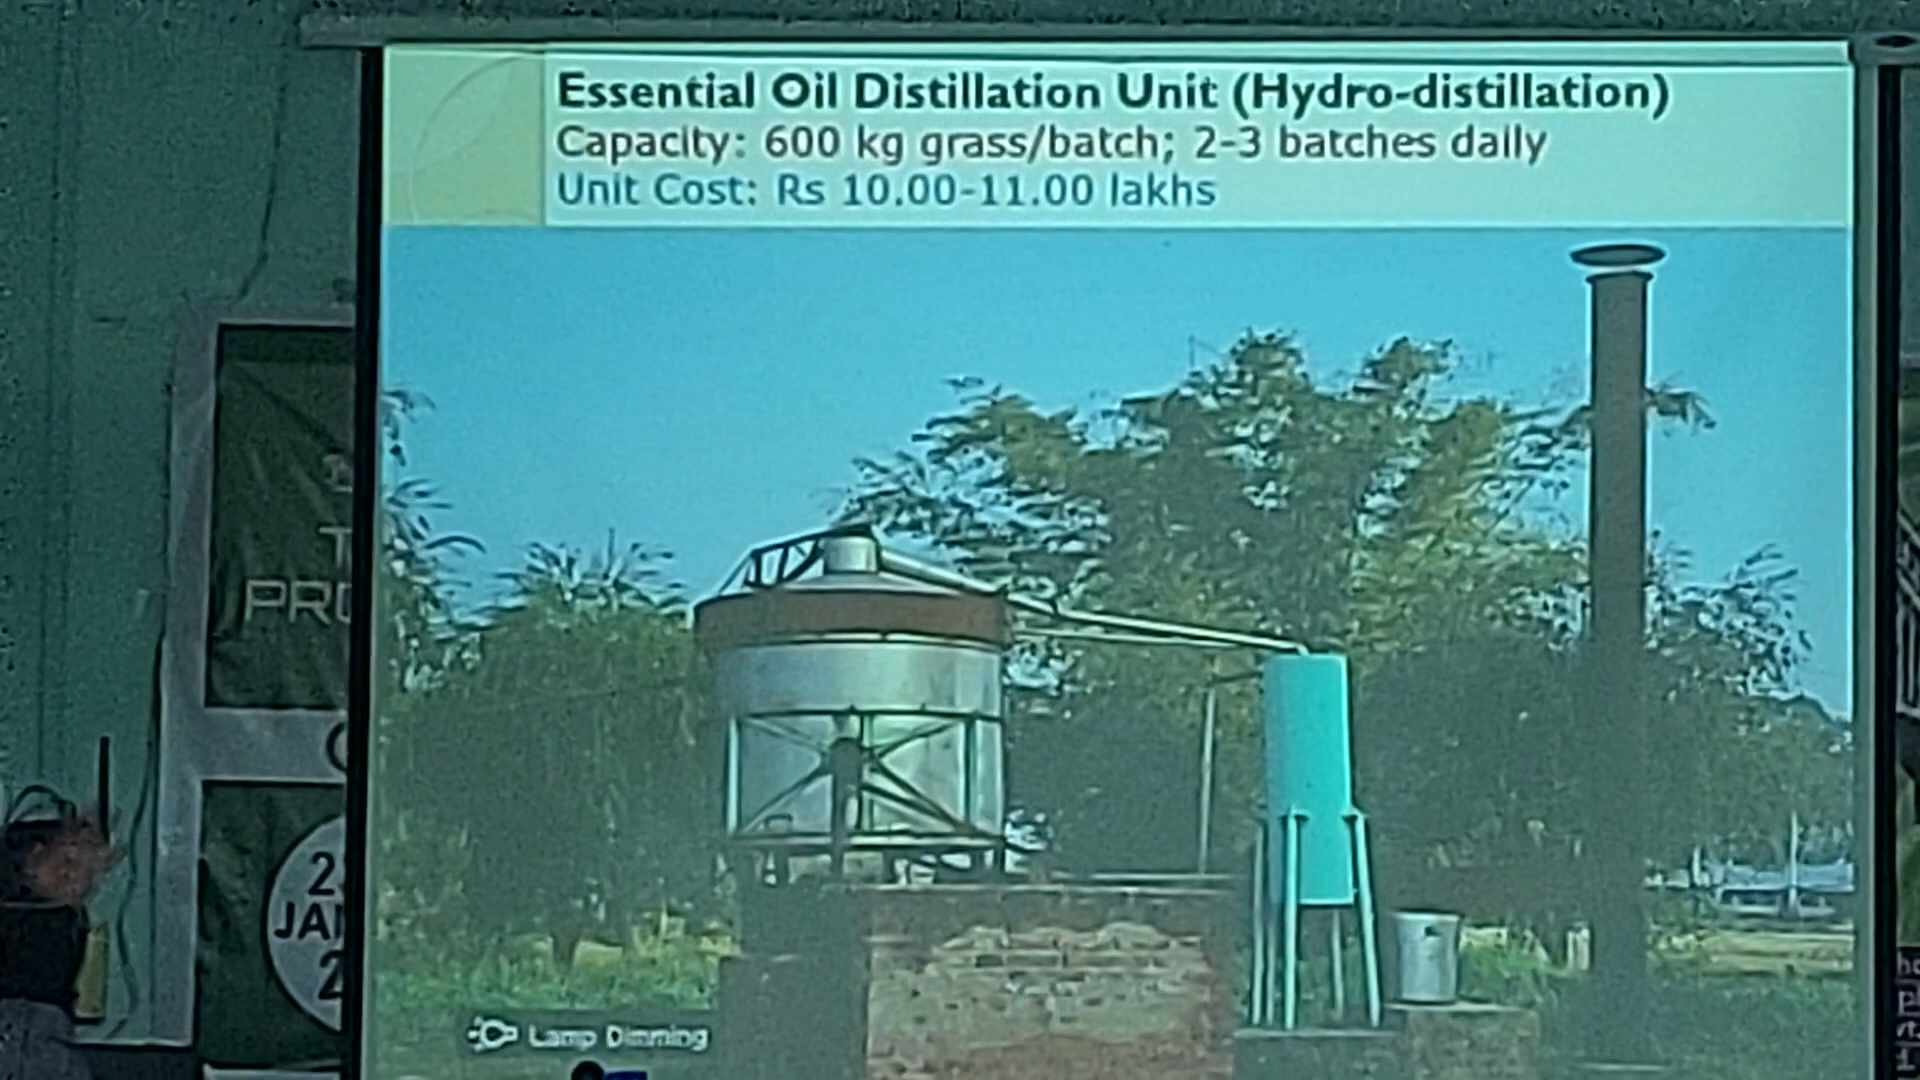 Essential Oil Distillation Unit (Hydro-distillation)
Capacity: 600 kg grass/batch; 2-3 batches daily
Unit Cost: Rs 10.00-11.00 lakhs
Lamp Dimming